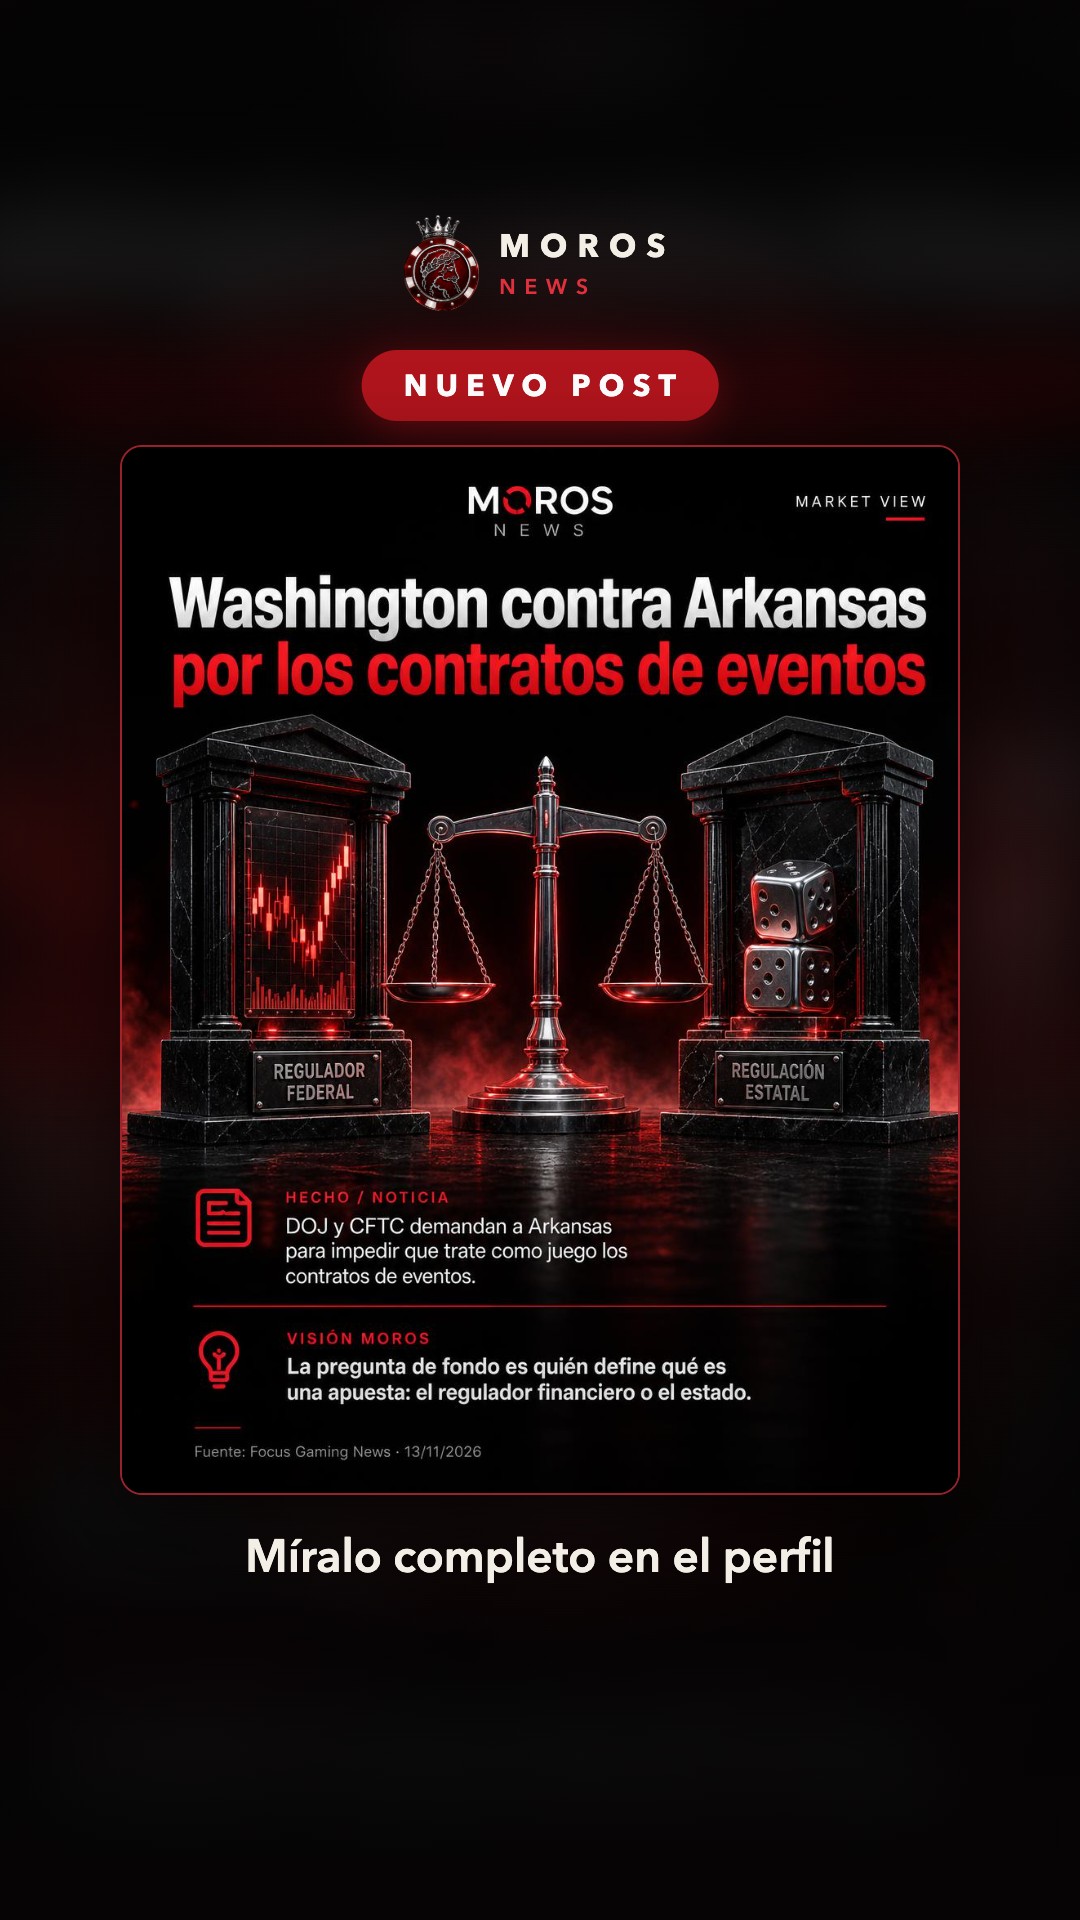 MOROS
NEWS
NUEVO POST
MOROS
NEWS
MARKET VIEW
Washington contra Arkansas
por los contratos de eventos
REGULADOR
FEDERAL
REGULACIÓN
ESTATAL
HECHO / NOTICIA
DOJ y CFTC demandan a Arkansas
para impedir que trate como juego los
contratos de eventos.
VISIÓN MOROS
La pregunta de fondo es quién define qué es
una apuesta: el regulador financiero o el estado.
Fuente: Focus Gaming News · 13/11/2026
Míralo completo en el perfil